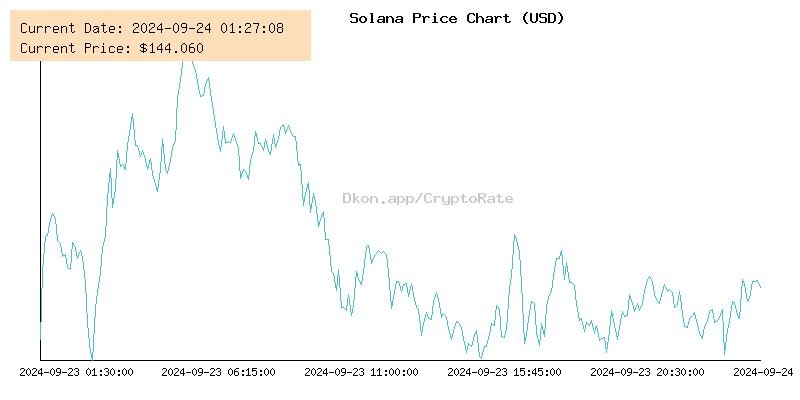 Solana Price Chart (USD)
Current Date: 2024-09-24 01:27:08
Current Price: $144.060
Dkon.app/CryptoRate
2024-09-23 01:30:00 2024-09-23 06:15:00 2024-09-23 11:00:00 2024-09-23 15:45:00 2024-09-23 20:30:00 2024-09-24